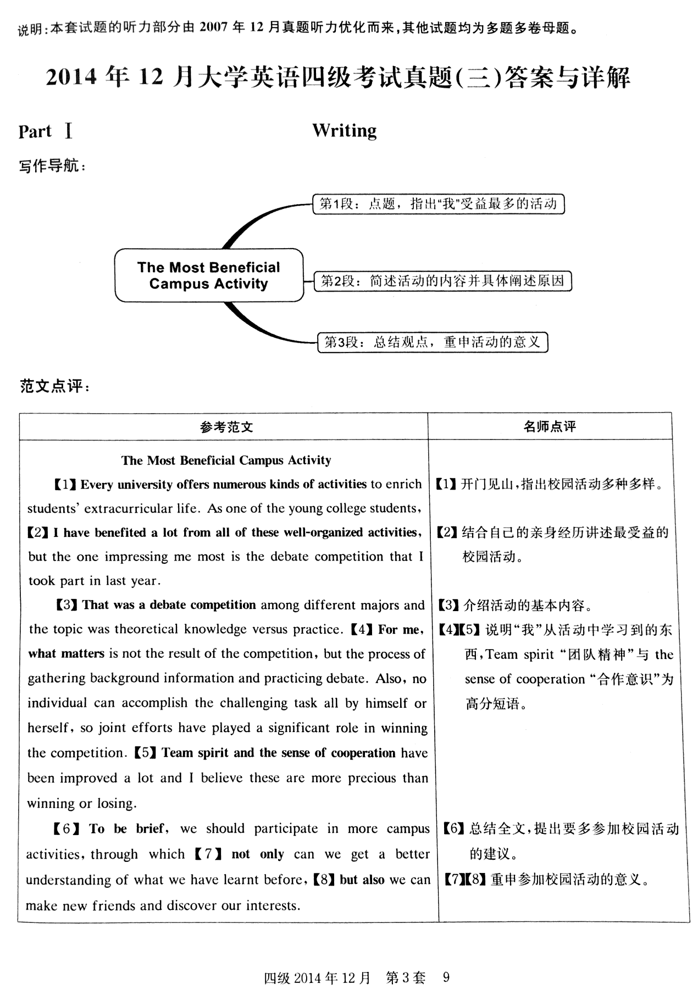 说明:本套试题的听力部分由 2007 年 12 月真题听力优化而来,其他试题均为多题多卷母题。
2014 年 12 月大学英语四级考试真题(三)答案与详解
Part Ⅰ
Writing
写作导航:
第1段：点题，指出“我”受益最多的活动
The Most Beneficial
Campus Activity
第2段：简述活动的内容并具体阐述原因
第3段：总结观点，重申活动的意义
范文点评:
参考范文
名师点评
The Most Beneficial Campus Activity
【1】Every university offers numerous kinds of activities to enrich
students’ extracurricular life. As one of the young college students,
【2】I have benefited a lot from all of these well-organized activities,
but the one impressing me most is the debate competition that I
took part in last year.
【3】That was a debate competition among different majors and
the topic was theoretical knowledge versus practice.【4】For me,
what matters is not the result of the competition, but the process of
gathering background information and practicing debate. Also, no
individual can accomplish the challenging task all by himself or
herself, so joint efforts have played a significant role in winning
the competition.【5】Team spirit and the sense of cooperation have
been improved a lot and I believe these are more precious than
winning or losing.
【6】To be brief, we should participate in more campus
activities, through which【7】not only can we get a better
understanding of what we have learnt before,【8】but also we can
make new friends and discover our interests.
【1】开门见山,指出校园活动多种多样。
【2】结合自己的亲身经历讲述最受益的
校园活动。
【3】介绍活动的基本内容。
【4】【5】说明“我”从活动中学习到的东
西,Team spirit “团队精神”与 the
sense of cooperation “合作意识”为
高分短语。
【6】总结全文,提出要多参加校园活动
的建议。
【7】【8】重申参加校园活动的意义。
四级 2014 年 12 月 第 3 套 9